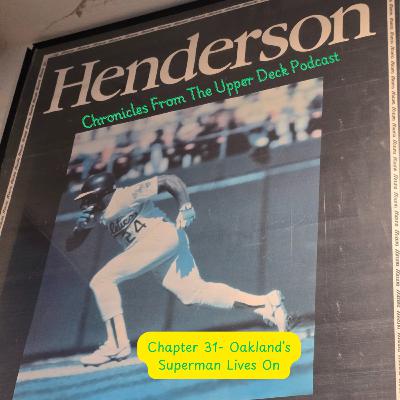 Henderson
Chronicles From The Upper Deck Podcast
24
Chapter 31- Oakland's
Superman Lives On